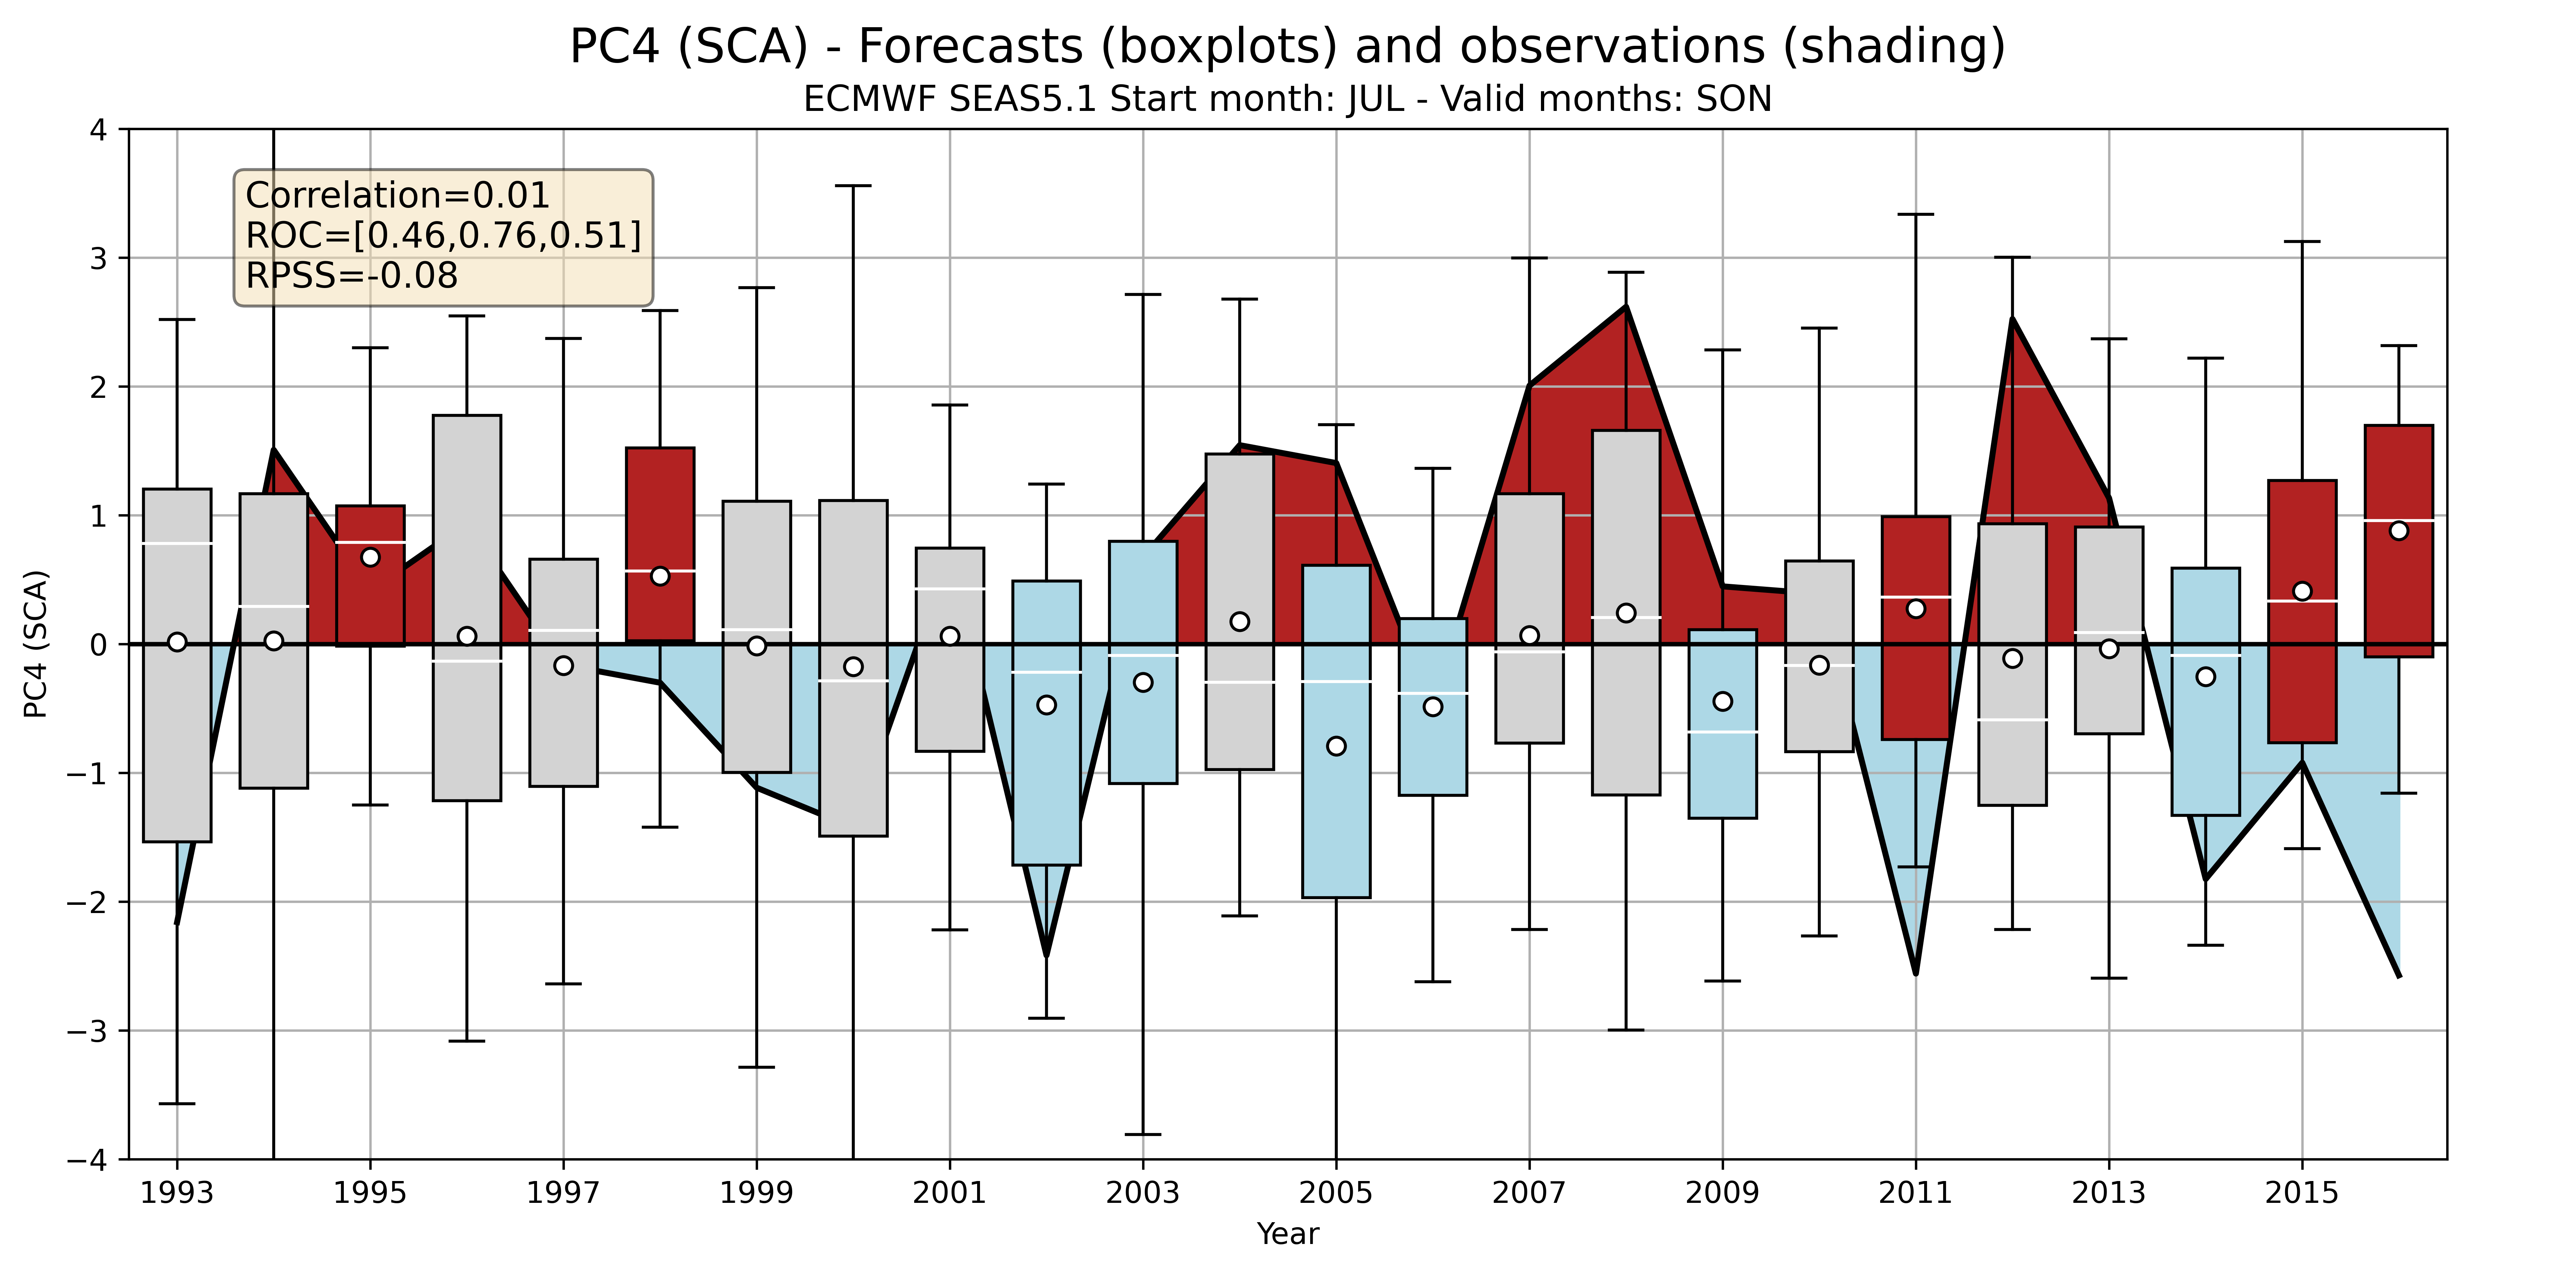 PC4 (SCA) - Forecasts (boxplots) and observations (shading)
ECMWF SEAS5.1 Start month: JUL - Valid months: SON
Correlation=0.01
ROC=[0.46,0.76,0.51]
RPSS=-0.08
PC4 (SCA)
4
3
2
1
0
−1
−2
−3
−4
1993 1995 1997 1999 2001 2003 2005 2007 2009 2011 2013 2015
Year